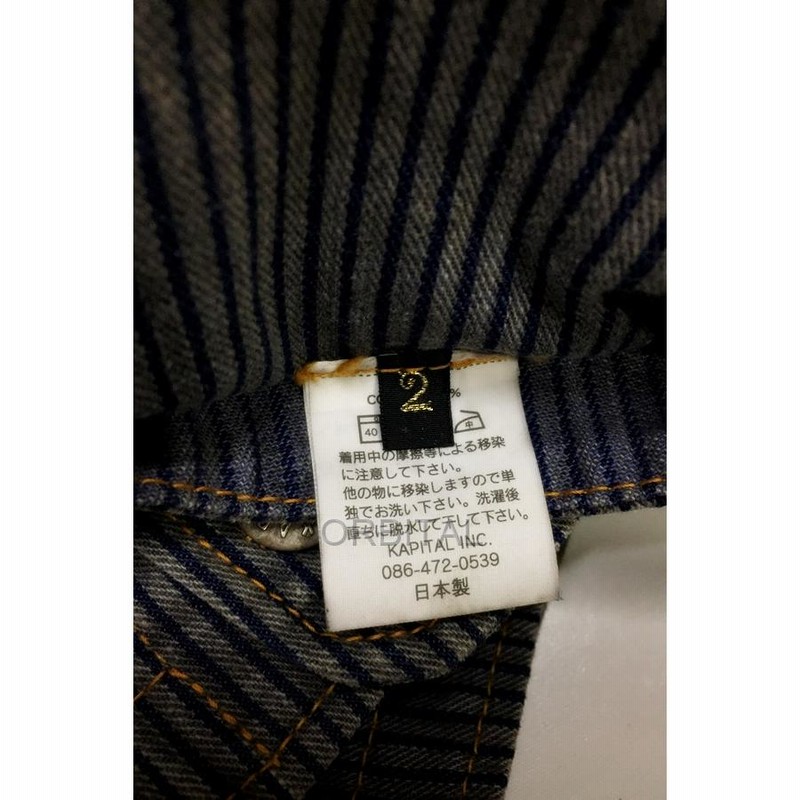 2
%
40
中
着用中の摩擦等による移染
に注意して下さい。
他の物に移染しますので単
独でお洗い下さい。洗濯後
直ちに脱水して干して下さい。
ORBITAL
KAPITAL INC.
086-472-0539
日本製